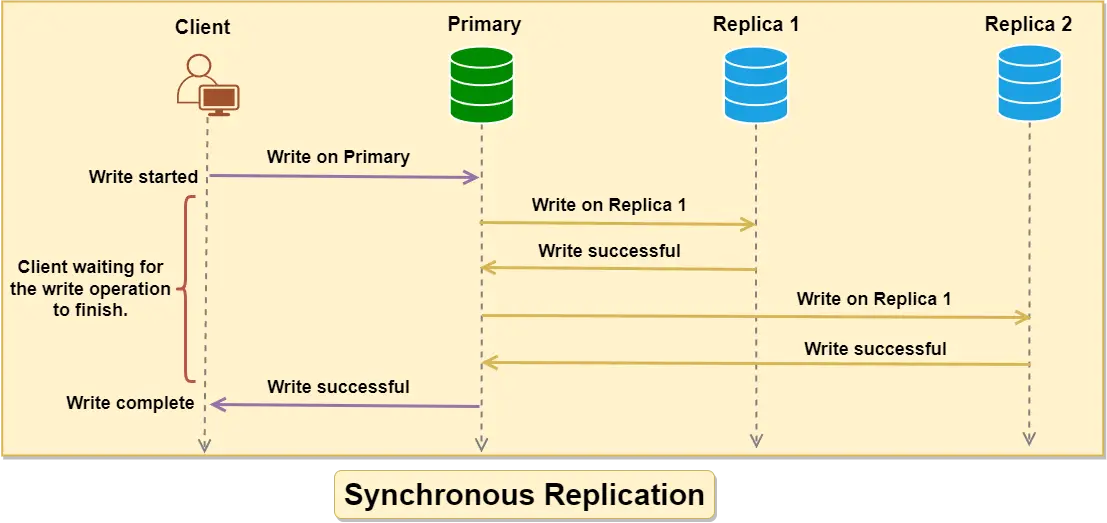 Client
Primary
Replica 1
Replica 2
Write on Primary
Write started
Write on Replica 1
Write successful
Client waiting for
the write operation
to finish.
Write on Replica 1
Write successful
Write successful
Write complete
Synchronous Replication